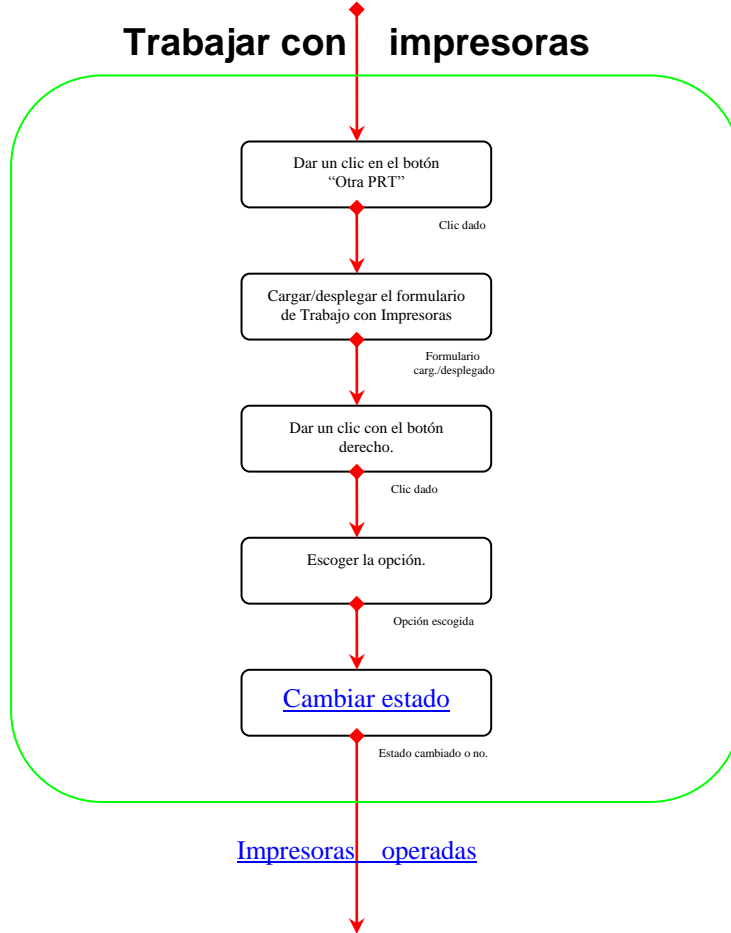 Trabajar con impresoras
Dar un clic en el botón
“Otra PRT”
Clic dado
Cargar/desplegar el formulario
de Trabajo con Impresoras
Formulario
carg./desplegado
Dar un clic con el botón
derecho.
Clic dado
Escoger la opción.
Opción escogida
Cambiar estado
Estado cambiado o no.
Impresoras operadas